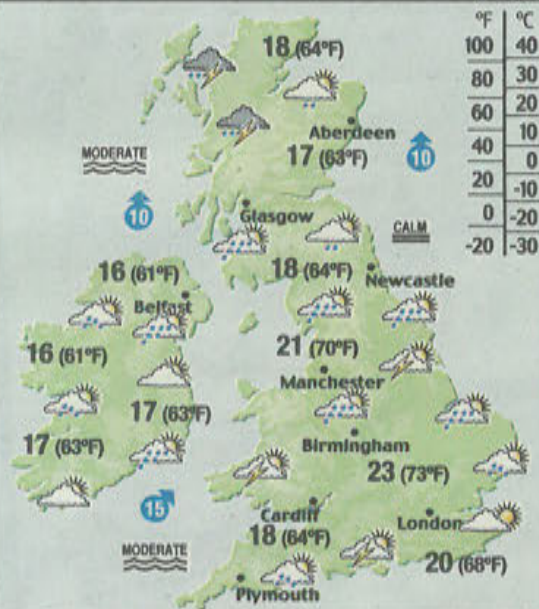 °F °C
100 40
80 30
60 20
40 10
20 0
0 -10
-20 -20
-30
18 (64°F)
Aberdeen
17 (63°F)
10
MODERATE
10
Glasgow
CALM
16 (61°F)
18 (64°F)
Newcastle
Belfast
16 (61°F)
21 (70°F)
Manchester
17 (63°F)
17 (63°F)
Birmingham
23 (73°F)
15
Cardiff
London
18 (64°F)
MODERATE
20 (68°F)
Plymouth